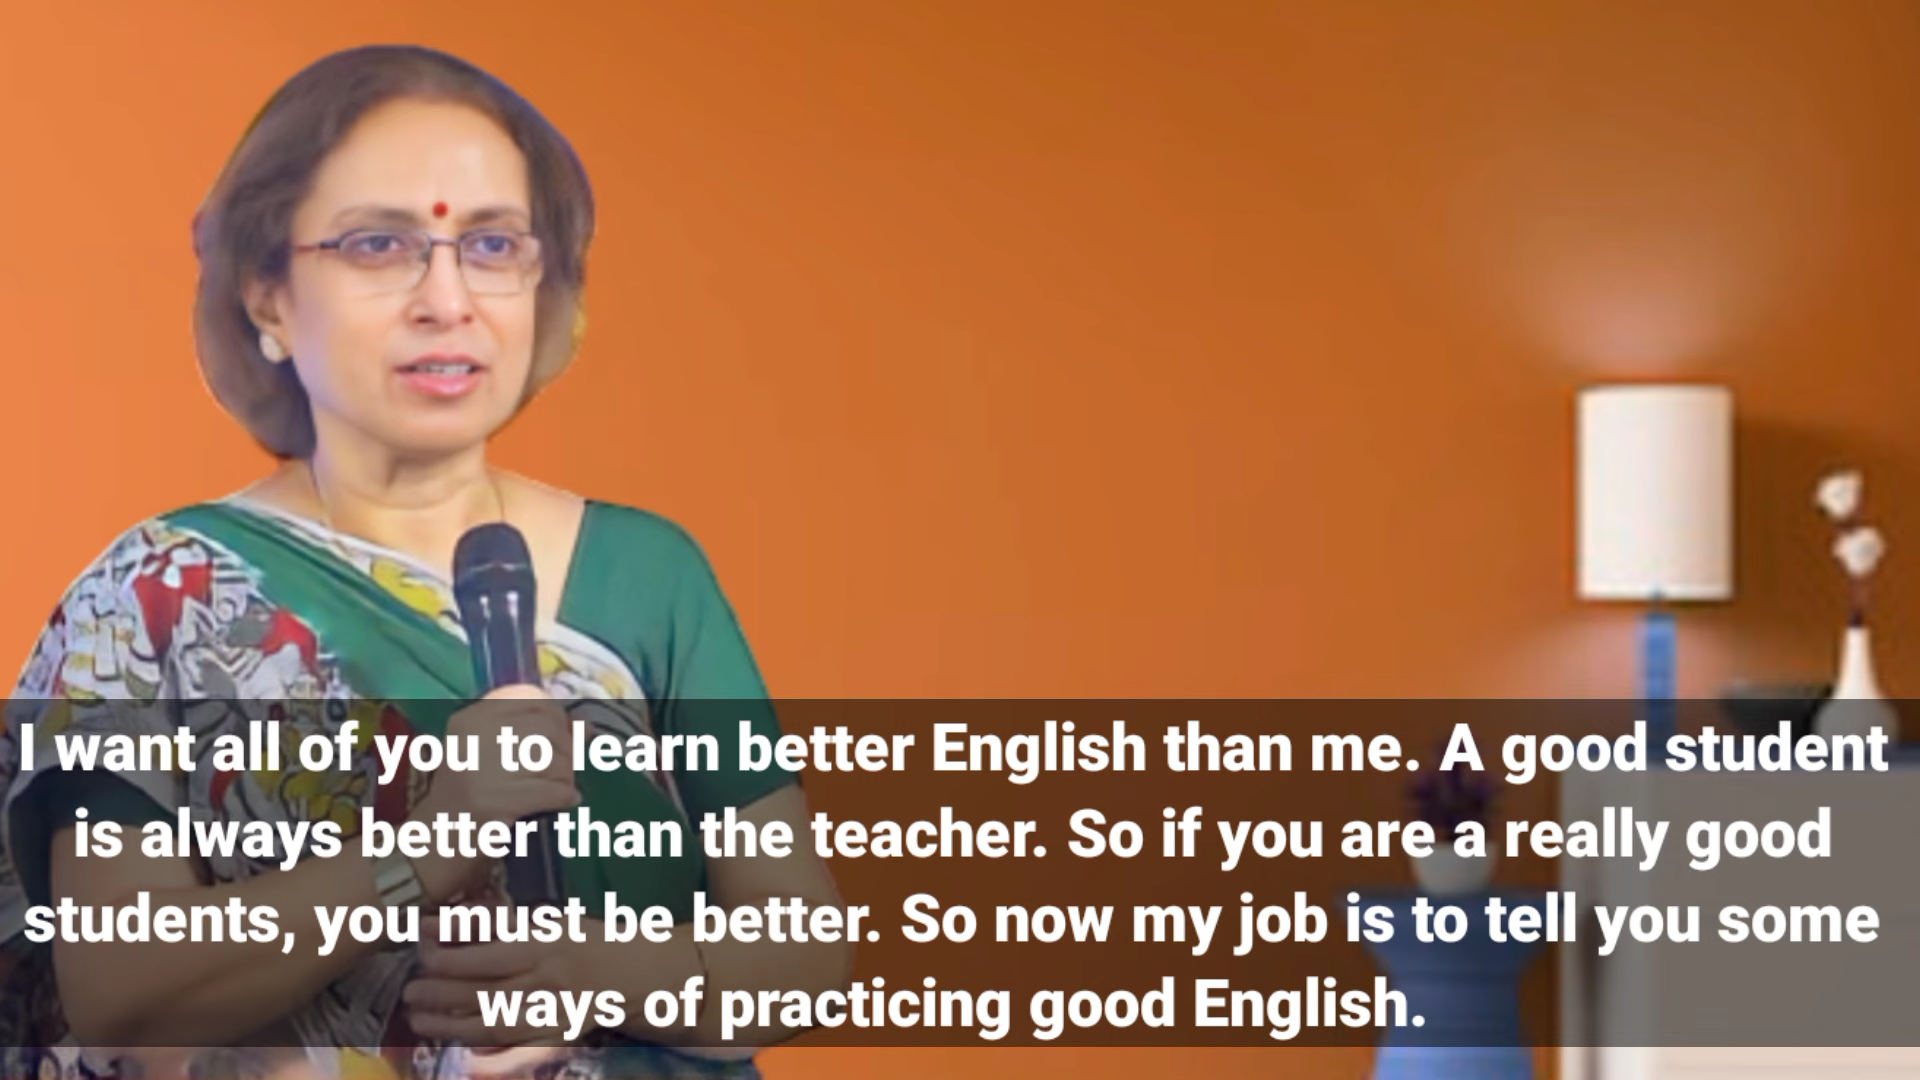 I want all of you to learn better English than me. A good student
is always better than the teacher. So if you are a really good
students, you must be better. So now my job is to tell you some
ways of practicing good English.